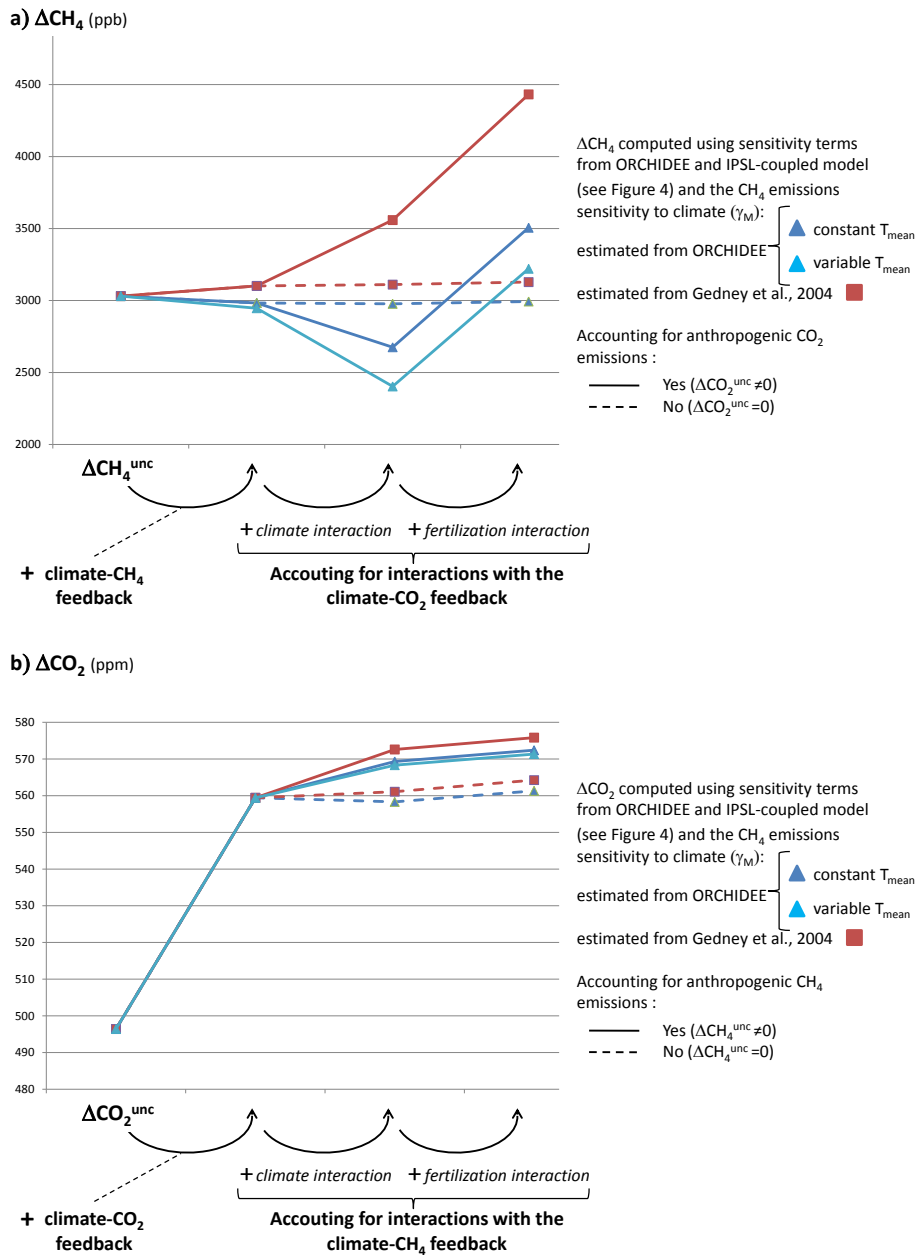 a) ΔCH₄ (ppb)
4500
4000
3500
3000
2500
2000
ΔCH₄ computed using sensitivity terms
from ORCHIDEE and IPSL-coupled model
(see Figure 4) and the CH₄ emissions
sensitivity to climate (γM):
constant Tmean
estimated from ORCHIDEE
variable Tmean
estimated from Gedney et al., 2004
Accounting for anthropogenic CO₂
emissions :
Yes (ΔCO₂unc ≠0)
No (ΔCO₂unc =0)
ΔCH₄unc
+ climate interaction + fertilization interaction
+ climate-CH₄
feedback
Accouting for interactions with the
climate-CO₂ feedback
b) ΔCO₂ (ppm)
580
570
560
550
540
530
520
510
500
490
480
ΔCO₂ computed using sensitivity terms
from ORCHIDEE and IPSL-coupled model
(see Figure 4) and the CH₄ emissions
sensitivity to climate (γM):
constant Tmean
estimated from ORCHIDEE
variable Tmean
estimated from Gedney et al., 2004
Accounting for anthropogenic CH₄
emissions :
Yes (ΔCH₄unc ≠0)
No (ΔCH₄unc =0)
ΔCO₂unc
+ climate interaction + fertilization interaction
+ climate-CO₂
feedback
Accouting for interactions with the
climate-CH₄ feedback